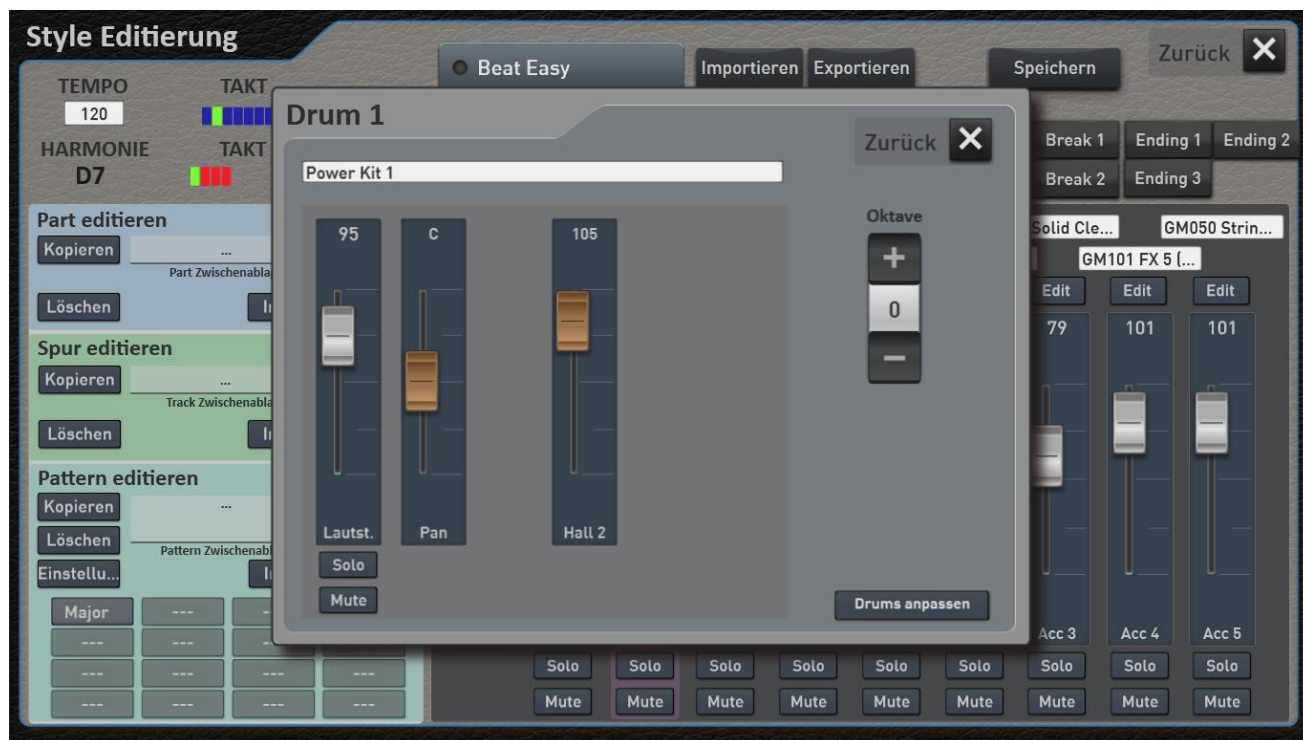 Style Editierung
Beat Easy
Importieren
Exportieren
Speichern
Zurück
TEMPO
TAKT
120
HARMONIE
TAKT
D7
Break 1
Ending 1
Ending 2
Break 2
Ending 3
Part editieren
Kopieren
...
Part Zwischenabla
Löschen
Spur editieren
Kopieren
...
Track Zwischenabla
Löschen
Pattern editieren
Kopieren
...
Löschen
Pattern Zwischenabl
Einstellu...
Major
---
---
---
---
---
---
---
---
---
---
---
---
Drum 1
Zurück
Power Kit 1
95
C
105
Lautst.
Pan
Hall 2
Solo
Mute
Oktave
+
0
−
Drums anpassen
Solid Cle...
GM050 Strin...
GM101 FX 5 (...
Edit
Edit
Edit
79
101
101
Acc 3
Acc 4
Acc 5
Solo
Solo
Solo
Solo
Solo
Solo
Solo
Solo
Solo
Mute
Mute
Mute
Mute
Mute
Mute
Mute
Mute
Mute